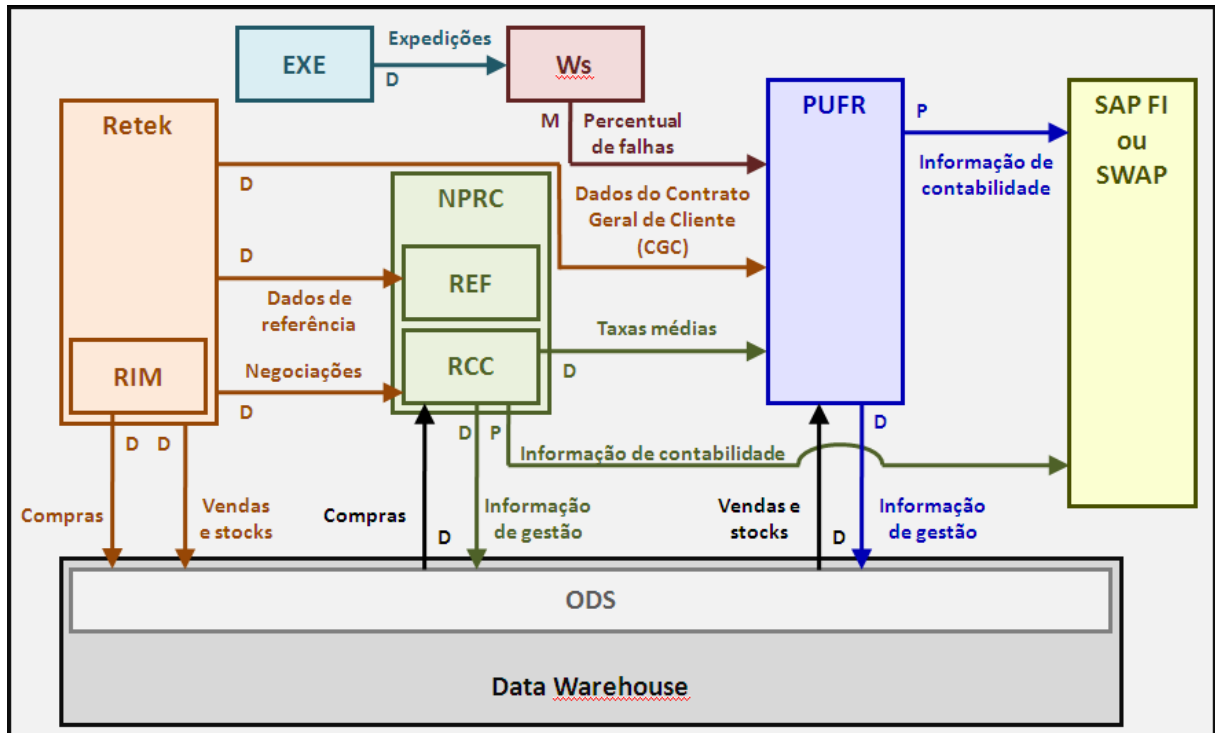 EXE
Expedições
D
Ws
Retek
PUFR
P
SAP FI
ou
SWAP
M
Percentual
de falhas
Informação de
contabilidade
D
NPRC
Dados do Contrato
Geral de Cliente
(CGC)
D
REF
Dados de
referência
Taxas médias
D
RIM
Negociações
D
RCC
D
D
D
P
D
Informação de contabilidade
Compras
Vendas
e stocks
Compras
D
Informação
de gestão
Vendas e
stocks
D
Informação
de gestão
ODS
Data Warehouse